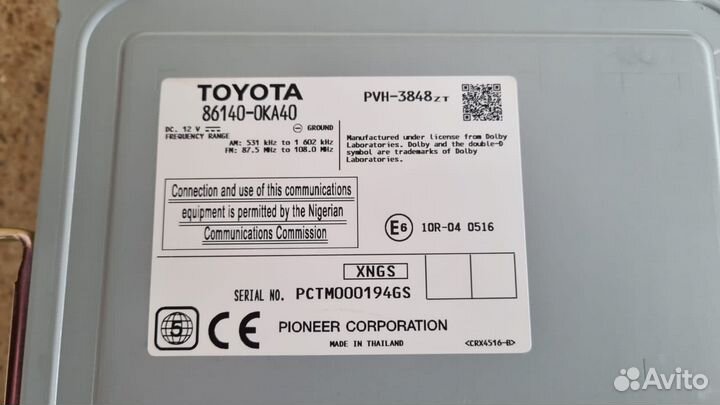 TOYOTA
86140-0KA40
PVH-3848ZT
DC. 12 V
GROUND
FREQUENCY RANGE
AM: 531 kHz to 1 602 kHz
FM: 87.5 MHz to 108.0 MHz
Manufactured under license from Dolby
Laboratories. Dolby and the double-D
symbol are trademarks of Dolby
Laboratories.
Connection and use of this communications
equipment is permitted by the Nigerian
Communications Commission
E6 10R-04 0516
XNGS
SERIAL NO. PCTM000194GS
5 CE PIONEER CORPORATION
MADE IN THAILAND
<CRX4516-B>
Avito